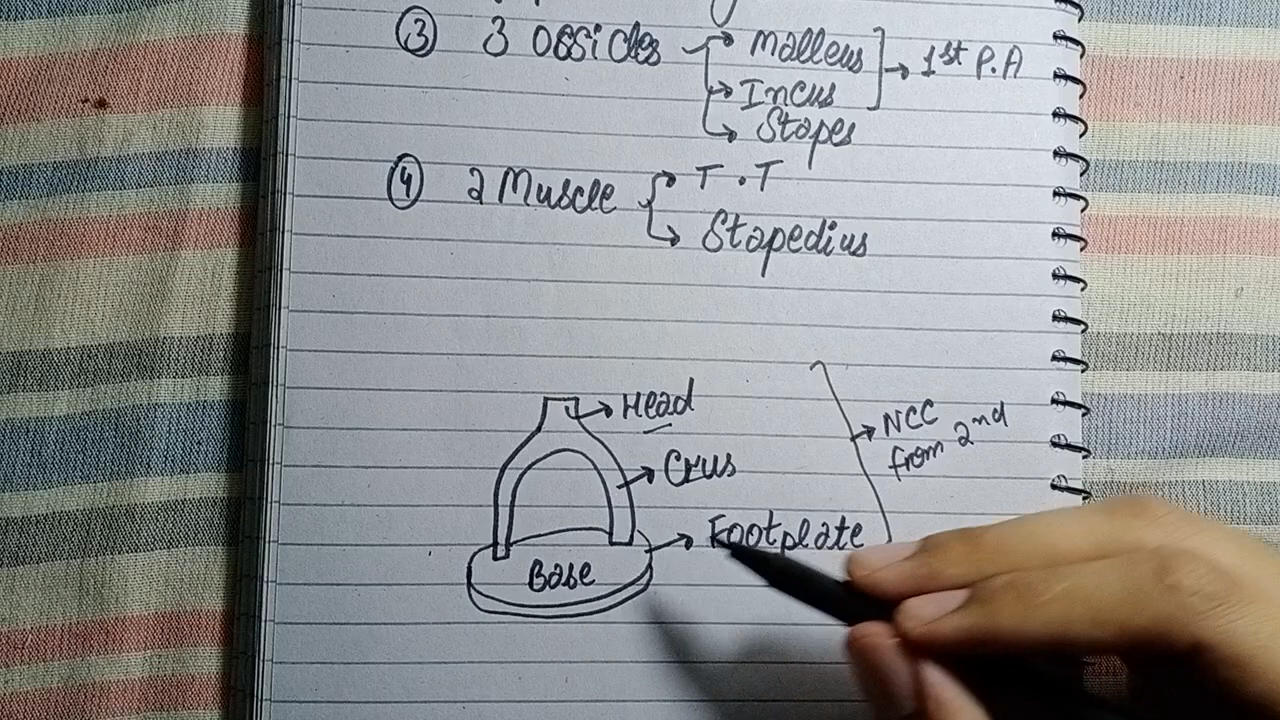 ③ 3 Ossicles → Malleus ] → 1st P.A
→ Incus
→ Stapes
④ 2 Muscle → T.T
→ Stapedius
→ Head
→ Crus
→ NCC
from 2nd
→ Footplate
Base